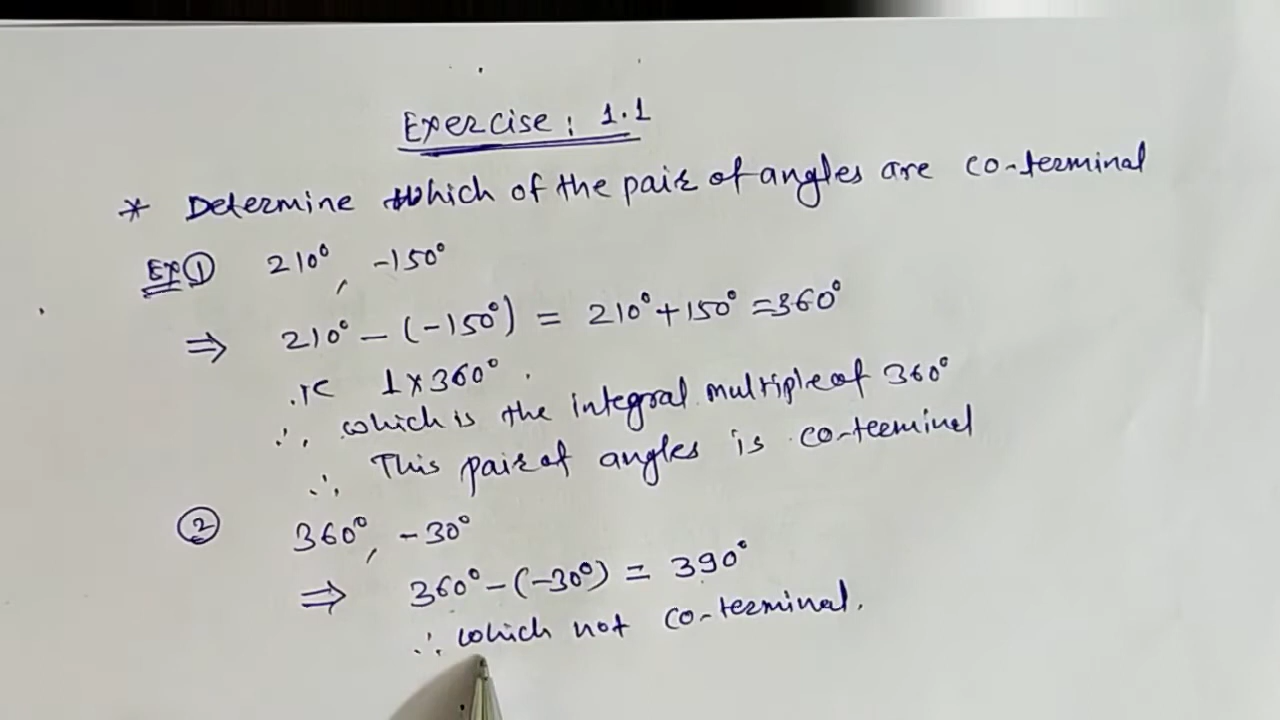 Exercise: 1.1
* Determine which of the pair of angles are co-terminal
Ex ① 210°, -150°
⇒ 210° - (-150°) = 210° + 150° = 360°
.ie 1×360°.
∴ which is the integral multiple of 360°
∴ This pair of angles is co-terminal
② 360°, -30°
⇒ 360° - (-30°) = 390°
∴ which not co-terminal.